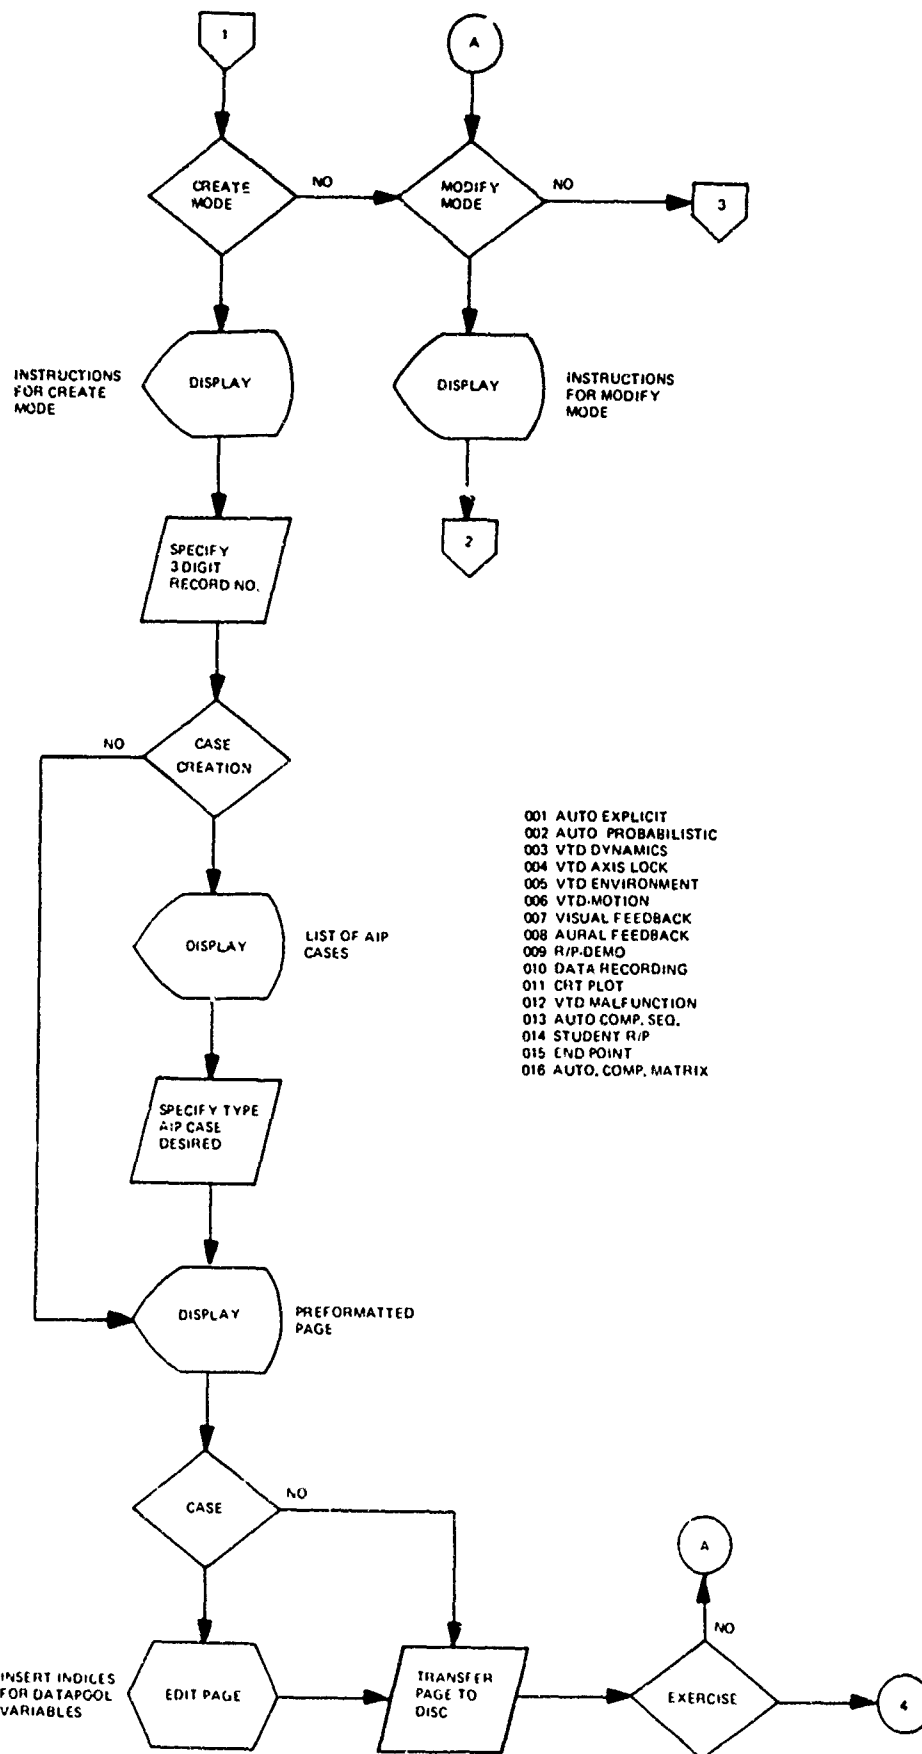 1
A
CREATE
MODE
NO
MODIFY
MODE
NO
3
INSTRUCTIONS
FOR CREATE
MODE
DISPLAY
DISPLAY
INSTRUCTIONS
FOR MODIFY
MODE
SPECIFY
3 DIGIT
RECORD NO.
2
NO
CASE
CREATION
001 AUTO EXPLICIT
002 AUTO PROBABILISTIC
003 VTD DYNAMICS
004 VTD AXIS LOCK
005 VTD ENVIRONMENT
006 VTD-MOTION
007 VISUAL FEEDBACK
008 AURAL FEEDBACK
009 R/P-DEMO
010 DATA RECORDING
011 CRT PLOT
012 VTD MALFUNCTION
013 AUTO COMP. SEQ.
014 STUDENT R/P
015 END POINT
016 AUTO. COMP. MATRIX
DISPLAY
LIST OF AIP
CASES
SPECIFY TYPE
AIP CASE
DESIRED
DISPLAY
PREFORMATTED
PAGE
CASE
NO
A
NO
INSERT INDICES
FOR DATAPOOL
VARIABLES
EDIT PAGE
TRANSFER
PAGE TO
DISC
EXERCISE
4